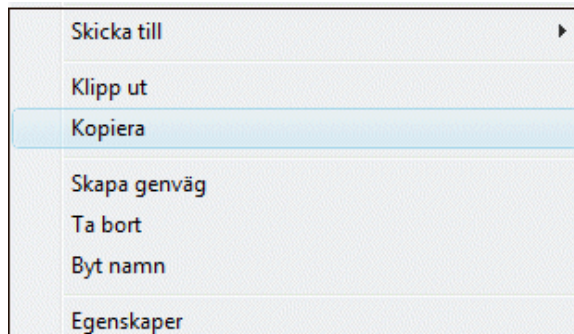 Skicka till
Klipp ut
Kopiera
Skapa genväg
Ta bort
Byt namn
Egenskaper